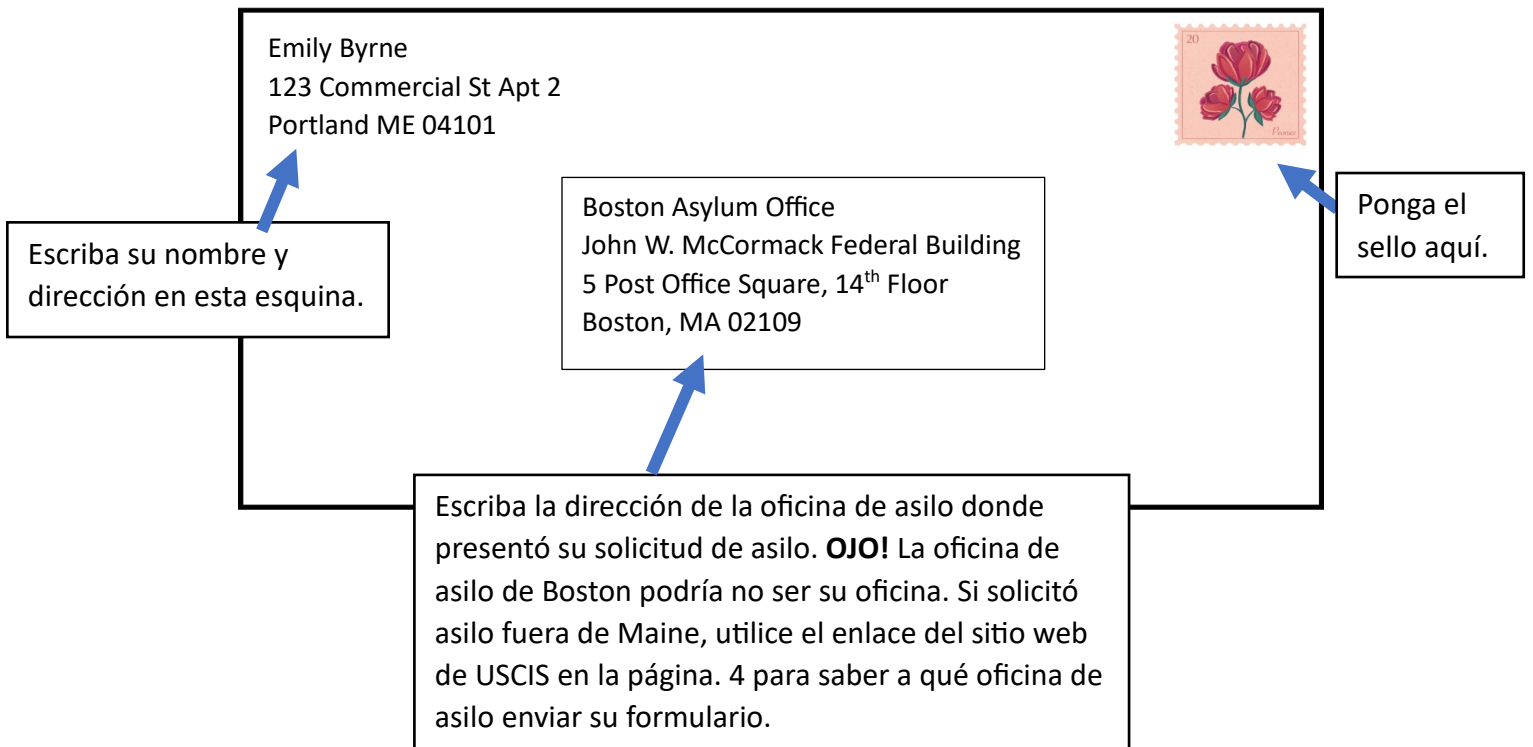 Emily Byrne
123 Commercial St Apt 2
Portland ME 04101
20
Peonies
Escriba su nombre y
dirección en esta esquina.
Boston Asylum Office
John W. McCormack Federal Building
5 Post Office Square, 14th Floor
Boston, MA 02109
Ponga el
sello aquí.
Escriba la dirección de la oficina de asilo donde
presentó su solicitud de asilo. OJO! La oficina de
asilo de Boston podría no ser su oficina. Si solicitó
asilo fuera de Maine, utilice el enlace del sitio web
de USCIS en la página. 4 para saber a qué oficina de
asilo enviar su formulario.